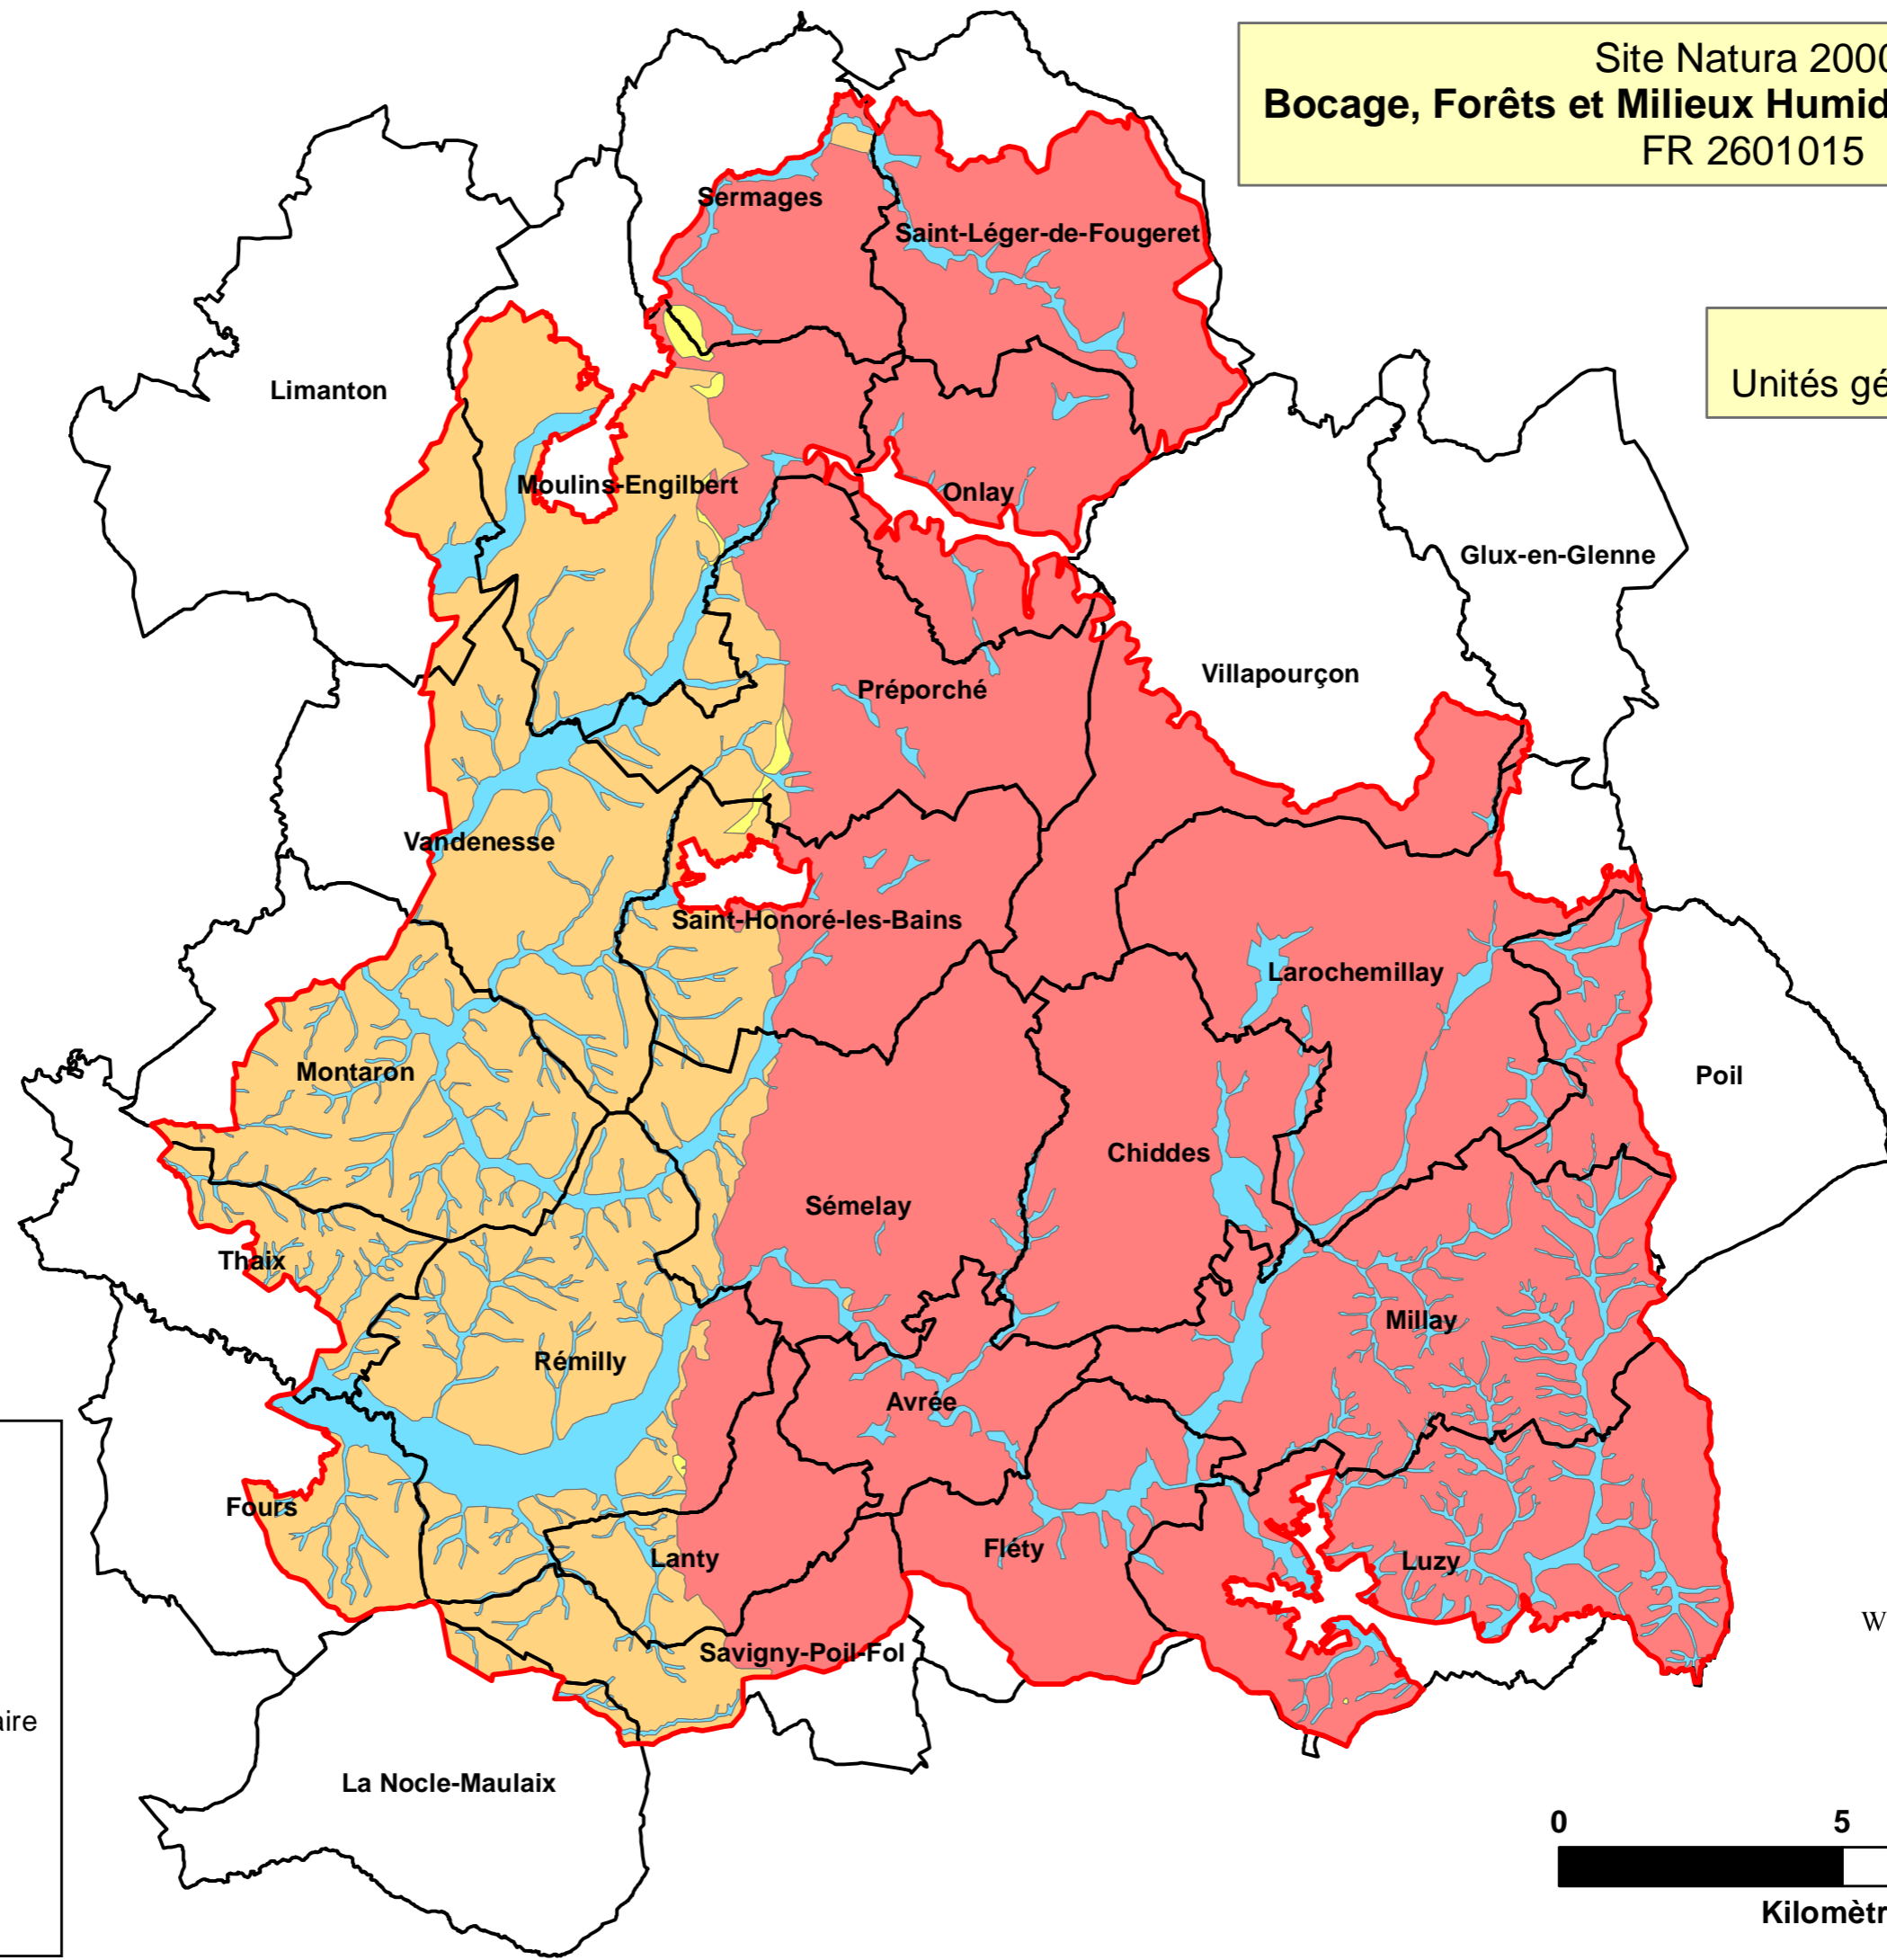 Site Natura 2000
Bocage, Forêts et Milieux Humid
FR 2601015
Sermages
Saint-Léger-de-Fougeret
Unités gé
Limanton
Moulins-Engilbert
Onlay
Glux-en-Glenne
Villapourçon
Préporché
Vandenesse
Saint-Honoré-les-Bains
Larochemillay
Montaron
Poil
Chiddes
Sémelay
Thaix
Millay
Rémilly
Avrée
Fours
Fléty
Lanty
Luzy
W
Savigny-Poil-Fol
aire
La Nocle-Maulaix
0 5
Kilomètr